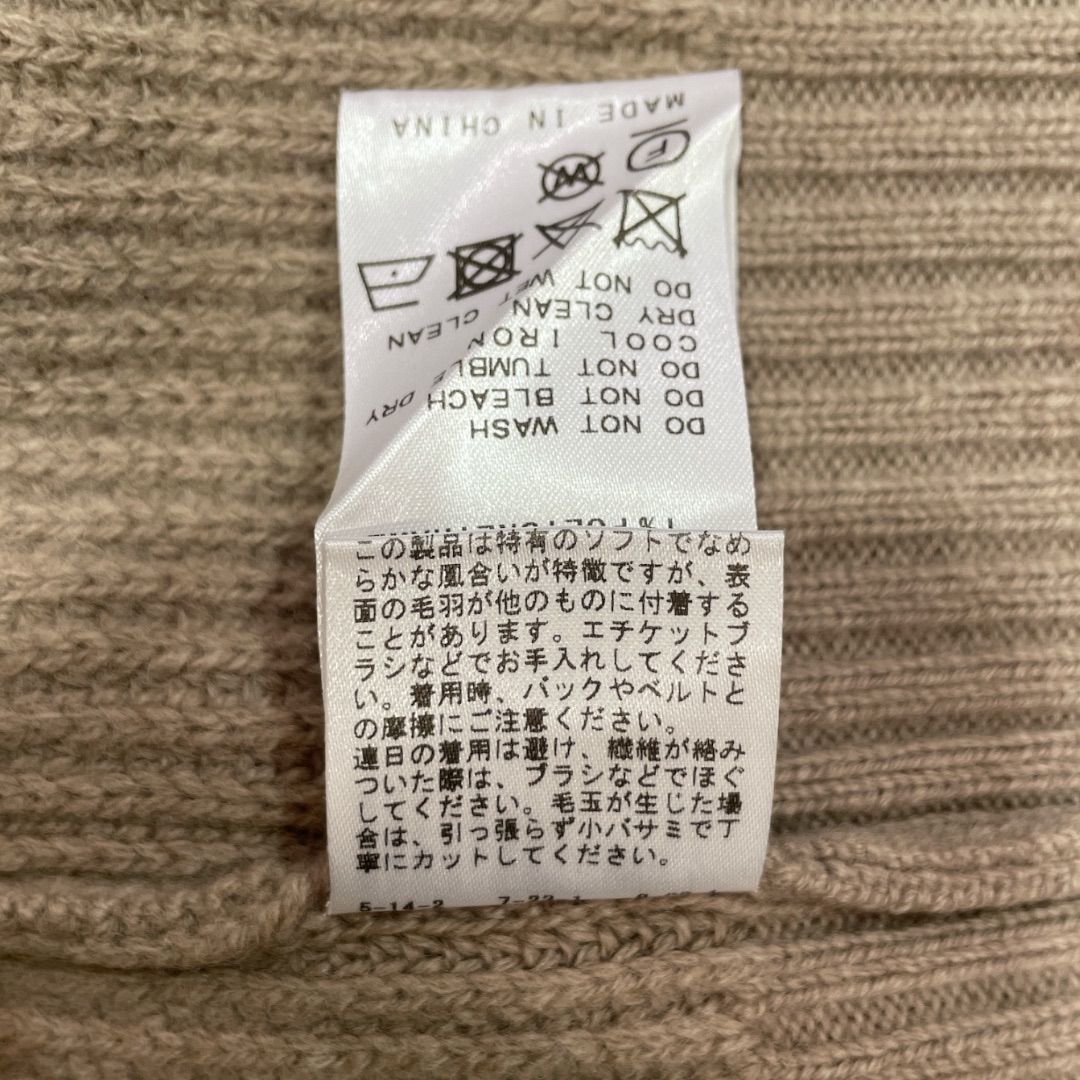 MADE IN CHINA
F
W
DO NOT WET CLEAN
DRY CLEAN
COOL IRON
DO NOT TUMBLE DRY
DO NOT BLEACH
DO NOT WASH
この製品は特有のソフトでなめ
らかな風合いが特徴ですが、表
面の毛羽が他のものに付着する
ことがあります。エチケットブ
ラシなどでお手入れしてくださ
い。着用時、バックやベルトと
の摩擦にご注意ください。
連日の着用は避け、繊維が絡み
ついた際は、ブラシなどでほぐ
してください。毛玉が生じた場
合は、引っ張らず小バサミで丁
寧にカットしてください。
5-14-2